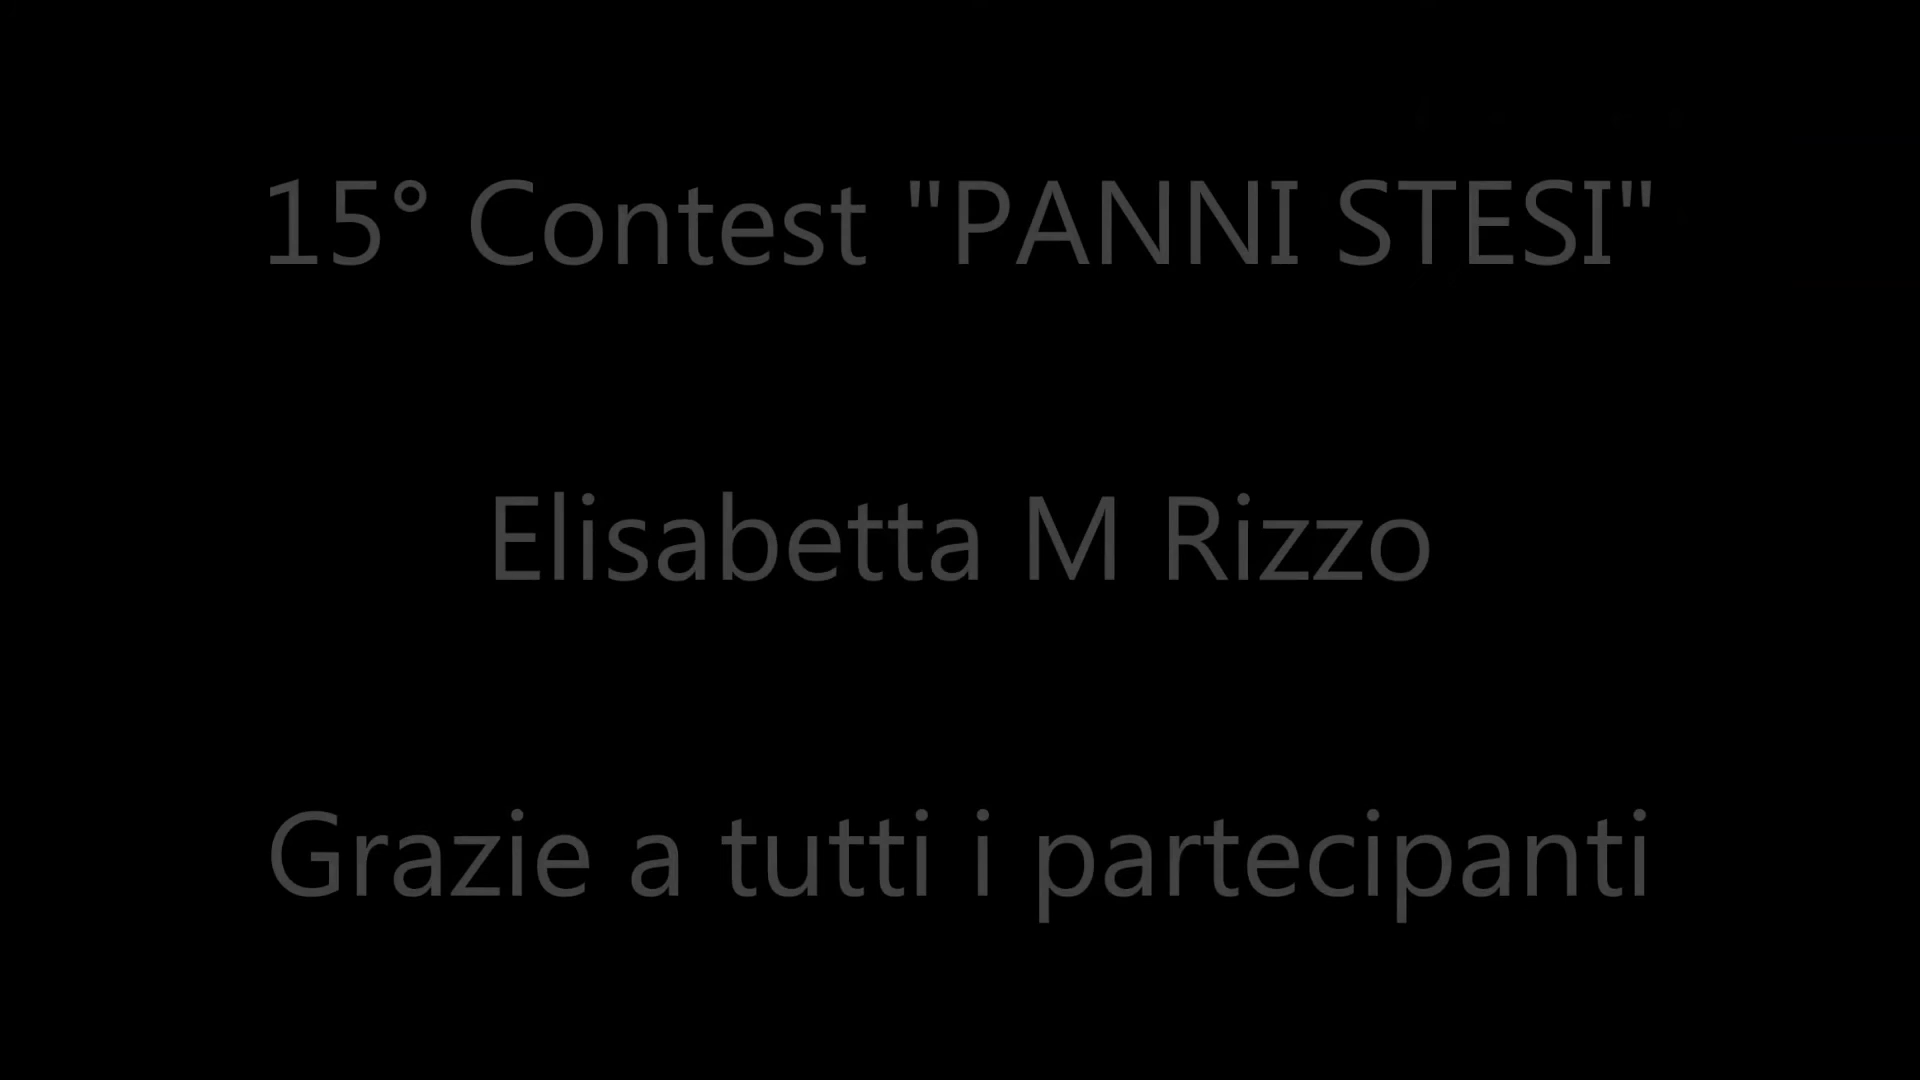 15° Contest "PANNI STESI"
Elisabetta M Rizzo
Grazie a tutti i partecipanti